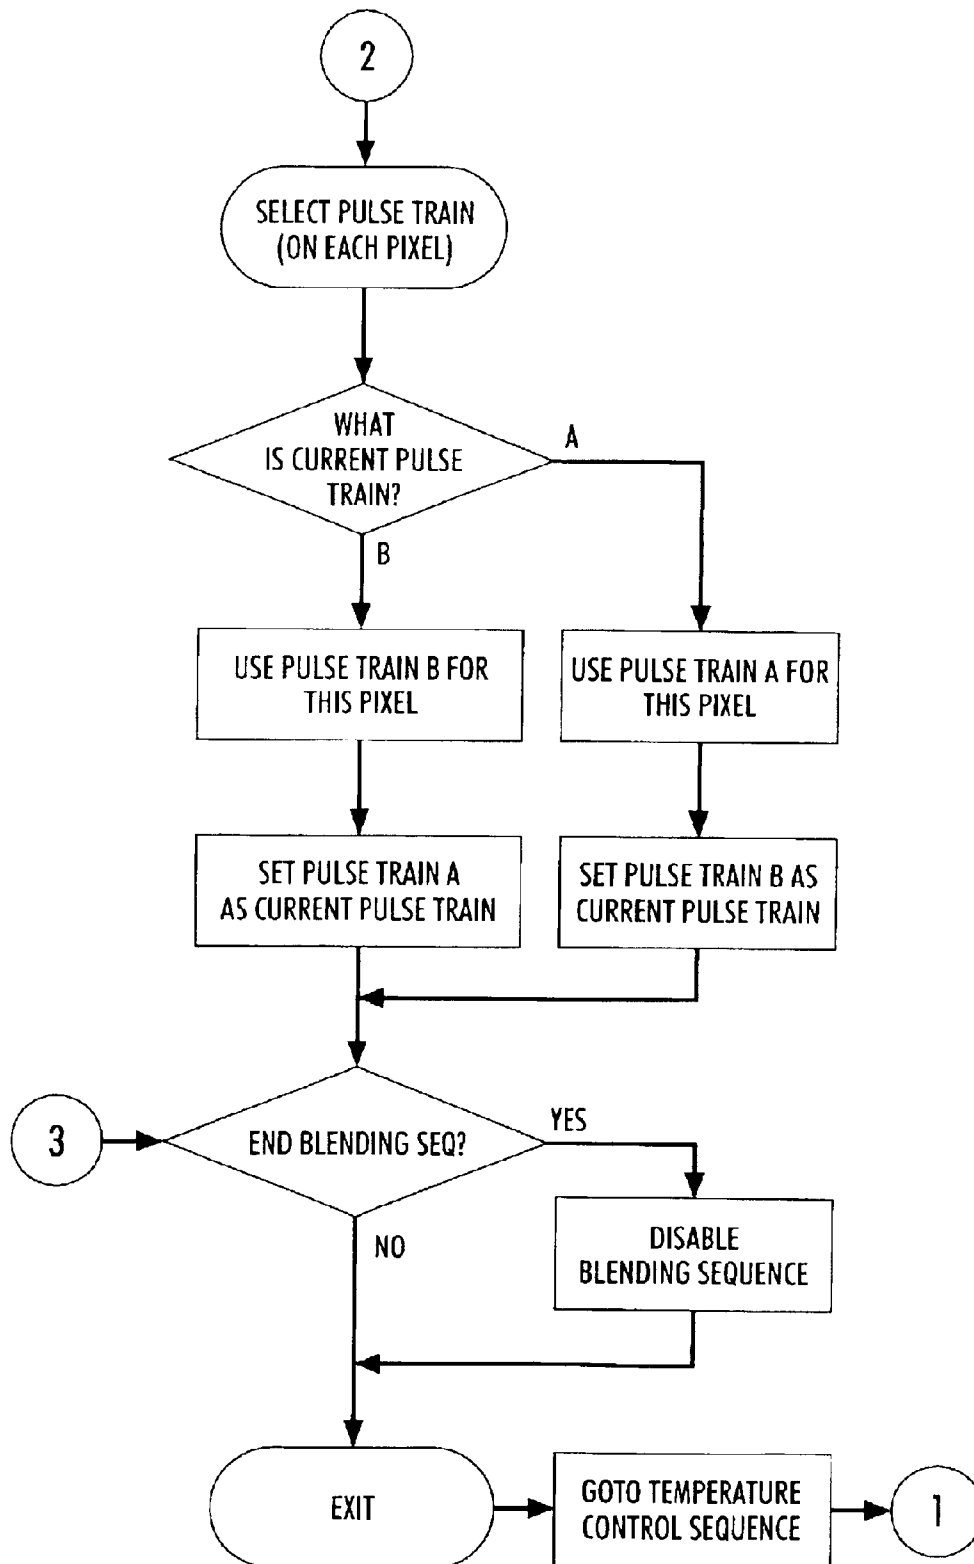 2
SELECT PULSE TRAIN
(ON EACH PIXEL)
WHAT
IS CURRENT PULSE
TRAIN?
A
B
USE PULSE TRAIN B FOR
THIS PIXEL
USE PULSE TRAIN A FOR
THIS PIXEL
SET PULSE TRAIN A
AS CURRENT PULSE TRAIN
SET PULSE TRAIN B AS
CURRENT PULSE TRAIN
3
END BLENDING SEQ?
YES
NO
DISABLE
BLENDING SEQUENCE
EXIT
GOTO TEMPERATURE
CONTROL SEQUENCE
1